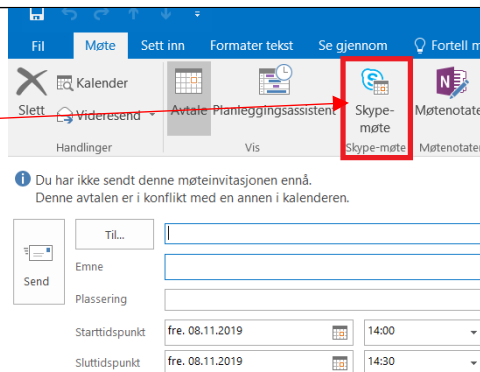 Fil Møte Sett inn Formater tekst Se gjennom Fortell m
Slett Kalender Videresend Avtale Planleggingsassistent Skype-møte Møtenotate
Handlinger Vis Skype-møte Møtenotater
Du har ikke sendt denne møteinvitasjonen ennå.
Denne avtalen er i konflikt med en annen i kalenderen.
Send
Til...
Emne
Plassering
Starttidspunkt fre. 08.11.2019 14:00
Sluttidspunkt fre. 08.11.2019 14:30